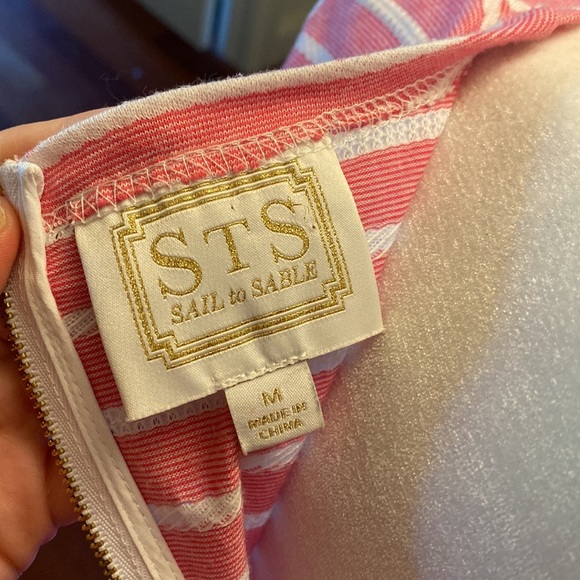 STS
SAIL to SABLE
M
MADE IN
CHINA